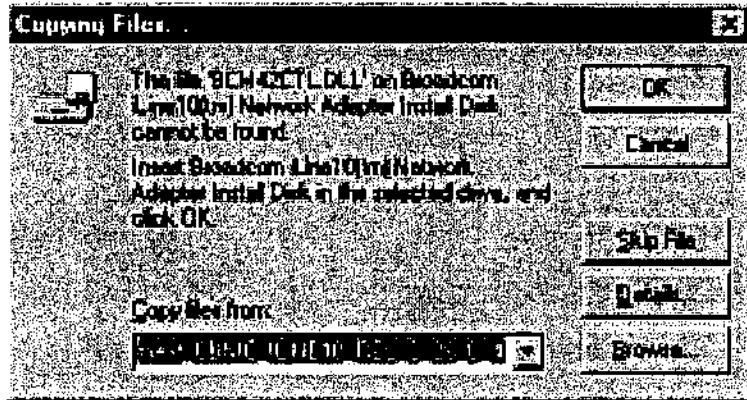 Copying Files...
The file 'BCM42CTL.DLL' on Broadcom
iLine10(tm) Network Adapter Install Disk
cannot be found.
Insert Broadcom iLine10(tm) Network
Adapter Install Disk in the selected drive, and
click OK.
Copy files from:
OK
Cancel
Skip File
Details...
Browse...